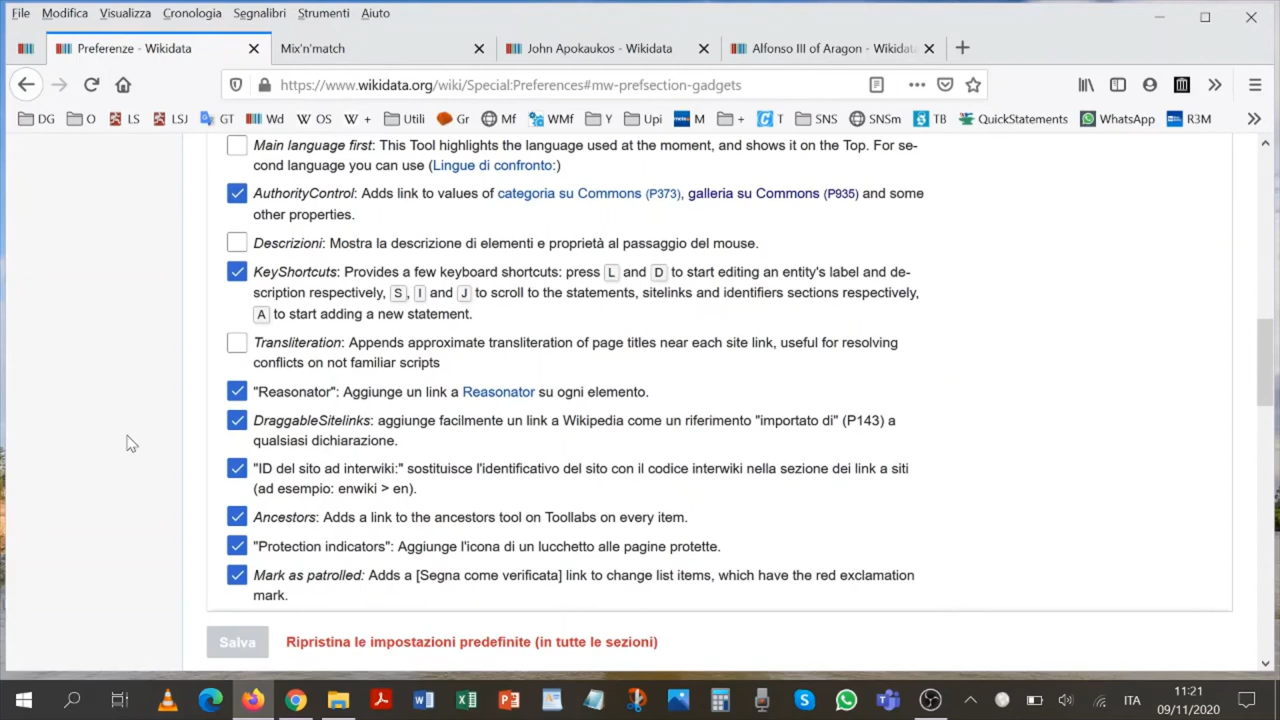 File Modifica Visualizza Cronologia Segnalibri Strumenti Aiuto
Preferenze - Wikidata Mix'n'match John Apokaukos - Wikidata Alfonso III of Aragon - Wikidata
https://www.wikidata.org/wiki/Special:Preferences#mw-prefsection-gadgets
DG O LS LSJ GT Wd OS + Utili Gr Mf WMf Y Upi M + T SNS SNSm TB QuickStatements WhatsApp R3M
Main language first: This Tool highlights the language used at the moment, and shows it on the Top. For se-
cond language you can use (Lingue di confronto:)
AuthorityControl: Adds link to values of categoria su Commons (P373), galleria su Commons (P935) and some
other properties.
Descrizioni: Mostra la descrizione di elementi e proprietà al passaggio del mouse.
KeyShortcuts: Provides a few keyboard shortcuts: press L and D to start editing an entity's label and de-
scription respectively, S, I and J to scroll to the statements, sitelinks and identifiers sections respectively,
A to start adding a new statement.
Transliteration: Appends approximate transliteration of page titles near each site link, useful for resolving
conflicts on not familiar scripts
"Reasonator": Aggiunge un link a Reasonator su ogni elemento.
DraggableSitelinks: aggiunge facilmente un link a Wikipedia come un riferimento "importato di" (P143) a
qualsiasi dichiarazione.
"ID del sito ad interwiki:" sostituisce l'identificativo del sito con il codice interwiki nella sezione dei link a siti
(ad esempio: enwiki > en).
Ancestors: Adds a link to the ancestors tool on Toollabs on every item.
"Protection indicators": Aggiunge l'icona di un lucchetto alle pagine protette.
Mark as patrolled: Adds a [Segna come verificata] link to change list items, which have the red exclamation
mark.
Salva Ripristina le impostazioni predefinite (in tutte le sezioni)
ITA 11:21
09/11/2020